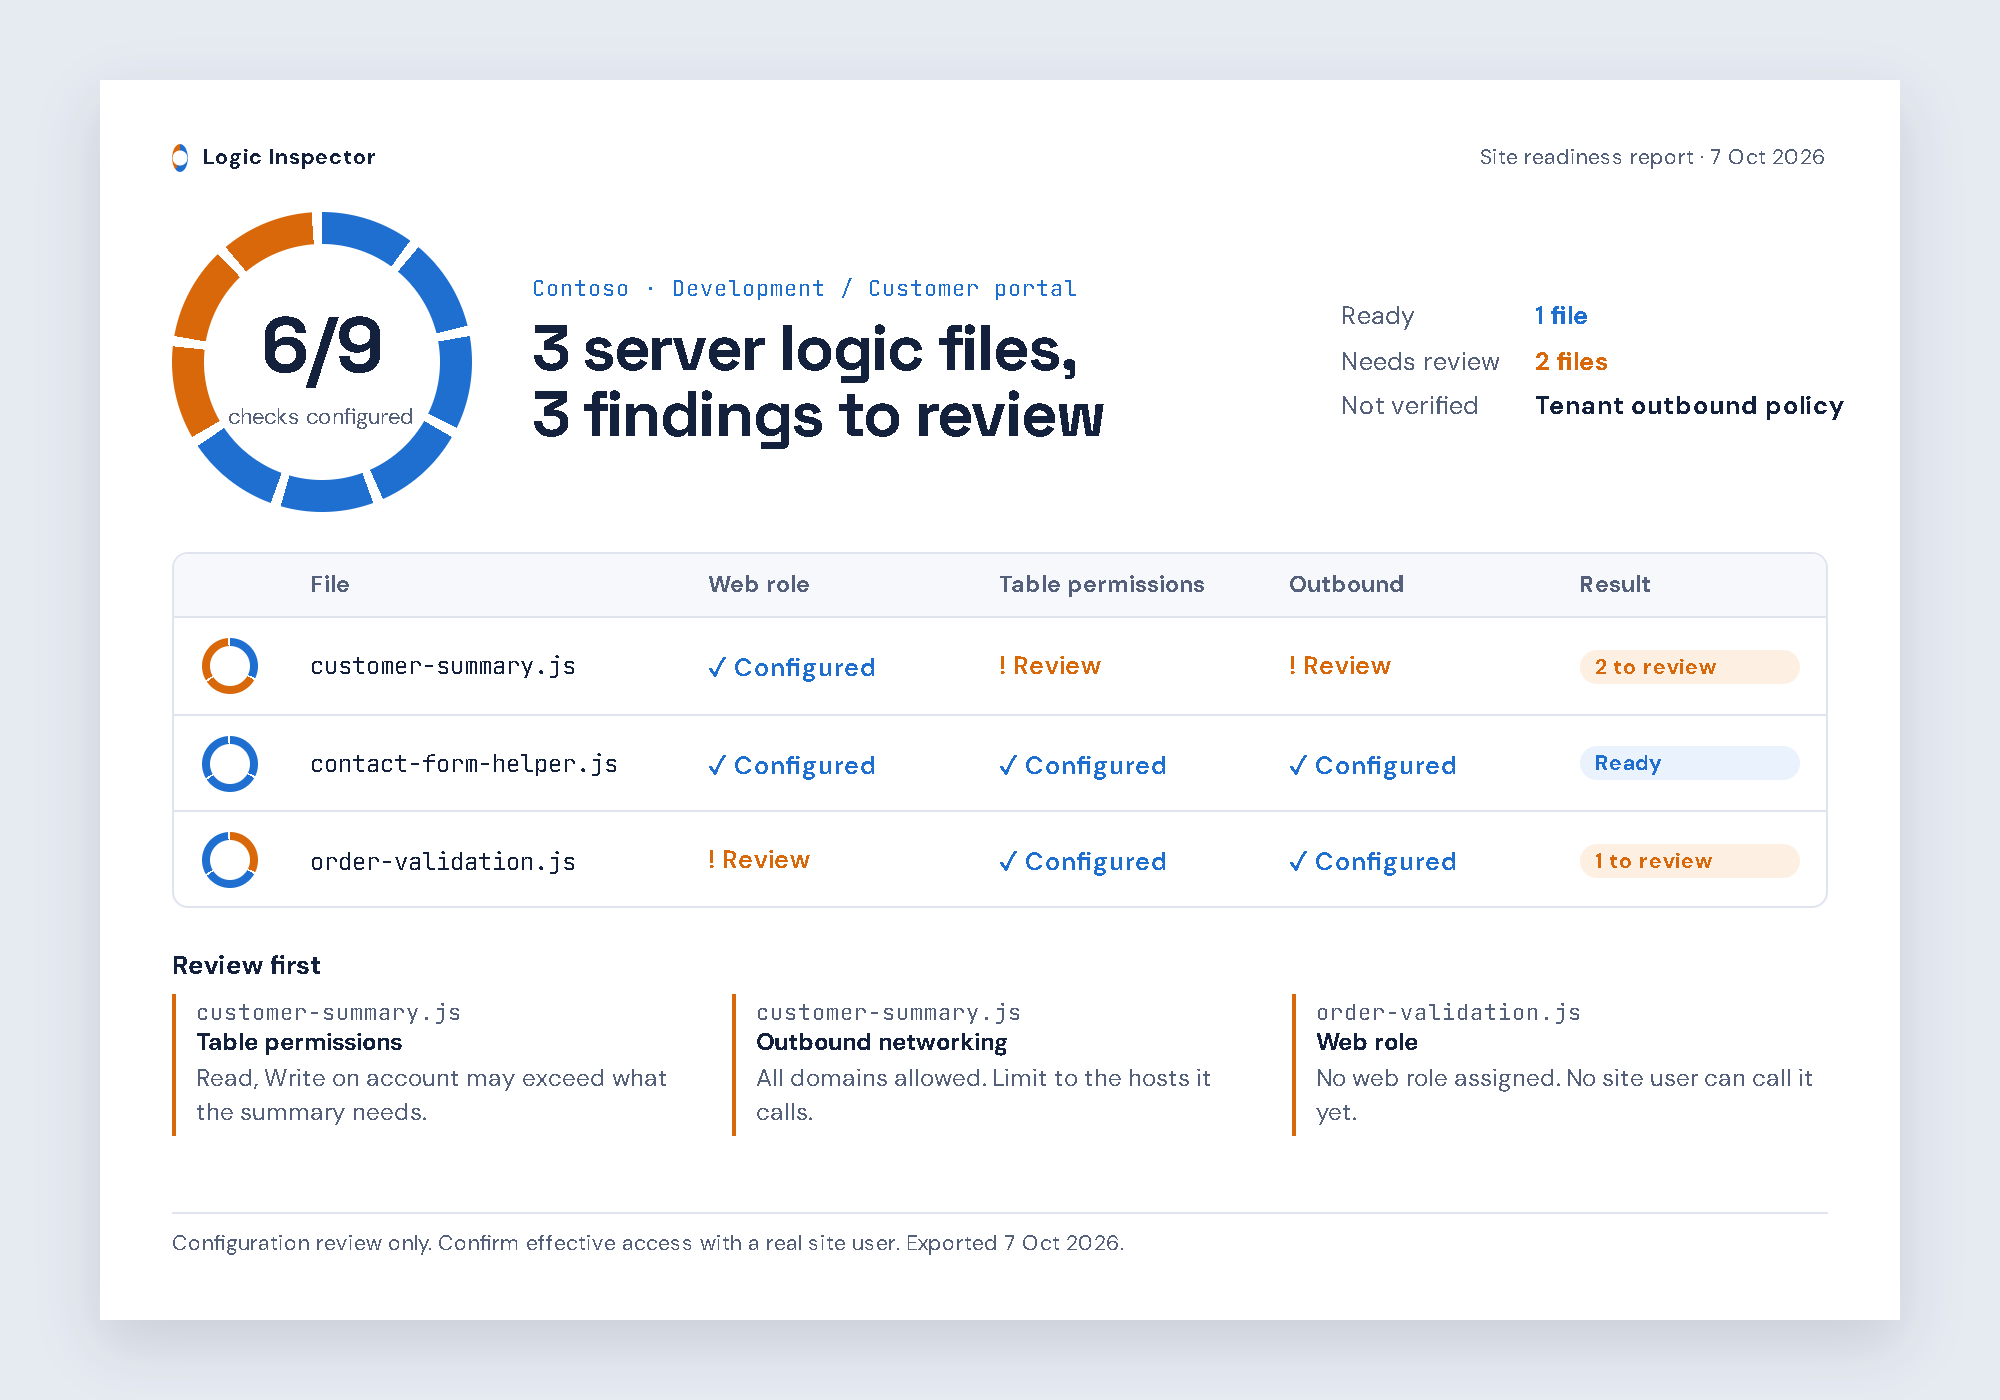 Logic Inspector
Site readiness report · 7 Oct 2026
6/9
checks configured
Contoso · Development / Customer portal
3 server logic files,
3 findings to review
Ready 1 file
Needs review 2 files
Not verified Tenant outbound policy
File Web role Table permissions Outbound Result
customer-summary.js ✓ Configured ! Review ! Review 2 to review
contact-form-helper.js ✓ Configured ✓ Configured ✓ Configured Ready
order-validation.js ! Review ✓ Configured ✓ Configured 1 to review
Review first
customer-summary.js
Table permissions
Read, Write on account may exceed what
the summary needs.
customer-summary.js
Outbound networking
All domains allowed. Limit to the hosts it
calls.
order-validation.js
Web role
No web role assigned. No site user can call it
yet.
Configuration review only. Confirm effective access with a real site user. Exported 7 Oct 2026.